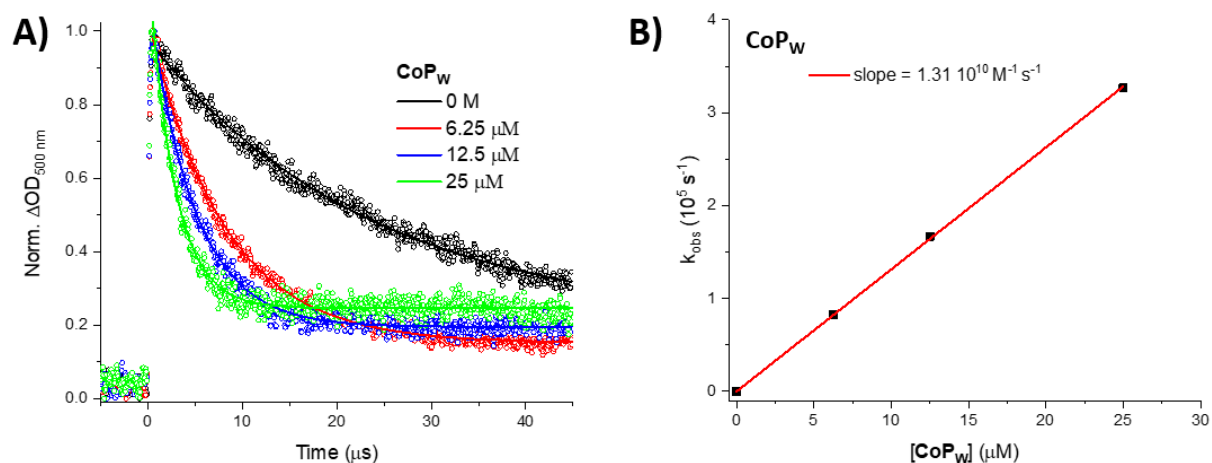 A)
Norm. ΔOD500 nm
1.0
0.8
0.6
0.4
0.2
0.0
CoPW
0 M
6.25 μM
12.5 μM
25 μM
0
10
20
30
40
Time (μs)
B)
CoPW
slope = 1.31 10^10 M^-1 s^-1
kobs (10^5 s^-1)
4
3
2
1
0
0
5
10
15
20
25
30
[CoPW] (μM)